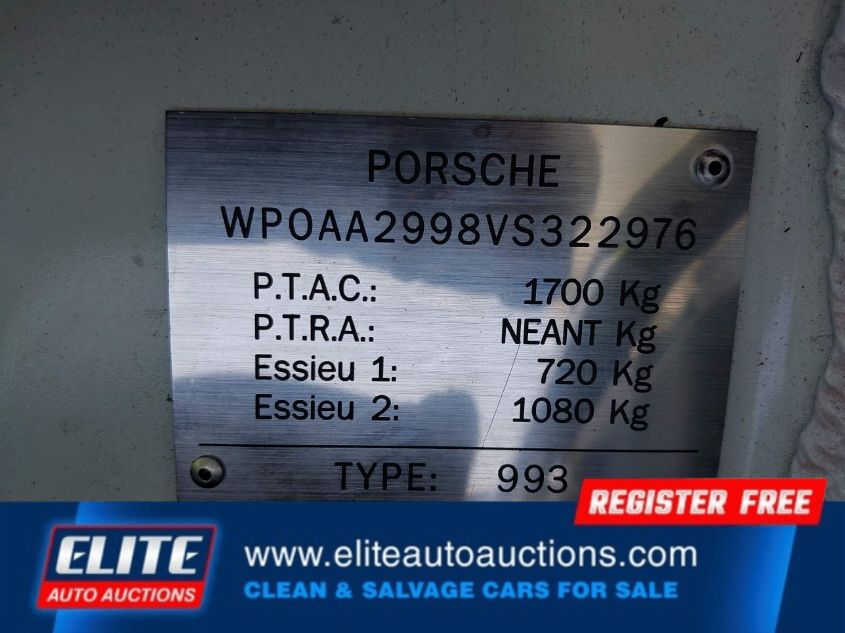 PORSCHE
WP0AA2998VS322976
P.T.A.C.: 1700 Kg
P.T.R.A.: NEANT Kg
Essieu 1: 720 Kg
Essieu 2: 1080 Kg
TYPE: 993
REGISTER FREE
ELITE
AUTO AUCTIONS
www.eliteautoauctions.com
CLEAN & SALVAGE CARS FOR SALE